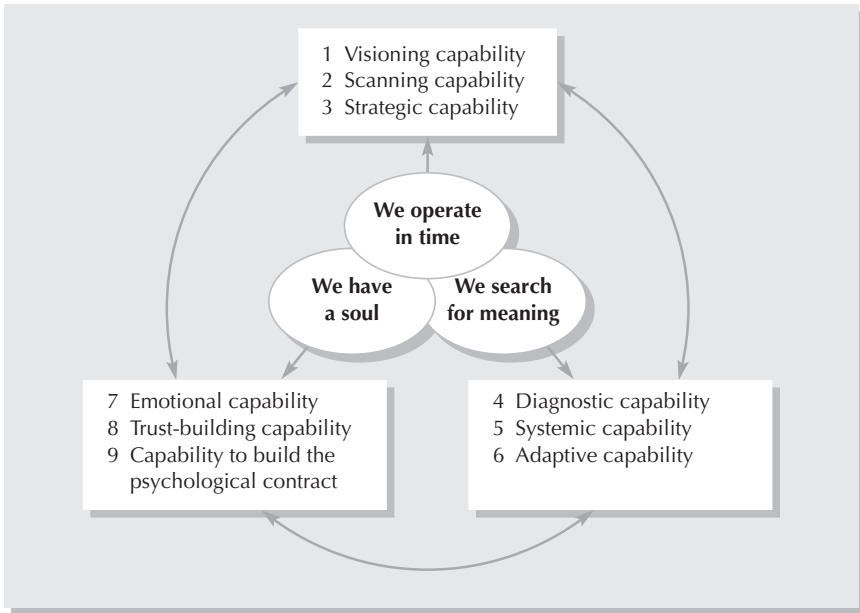 1 Visioning capability
2 Scanning capability
3 Strategic capability
We operate
in time
We have
a soul
We search
for meaning
7 Emotional capability
8 Trust-building capability
9 Capability to build the
psychological contract
4 Diagnostic capability
5 Systemic capability
6 Adaptive capability